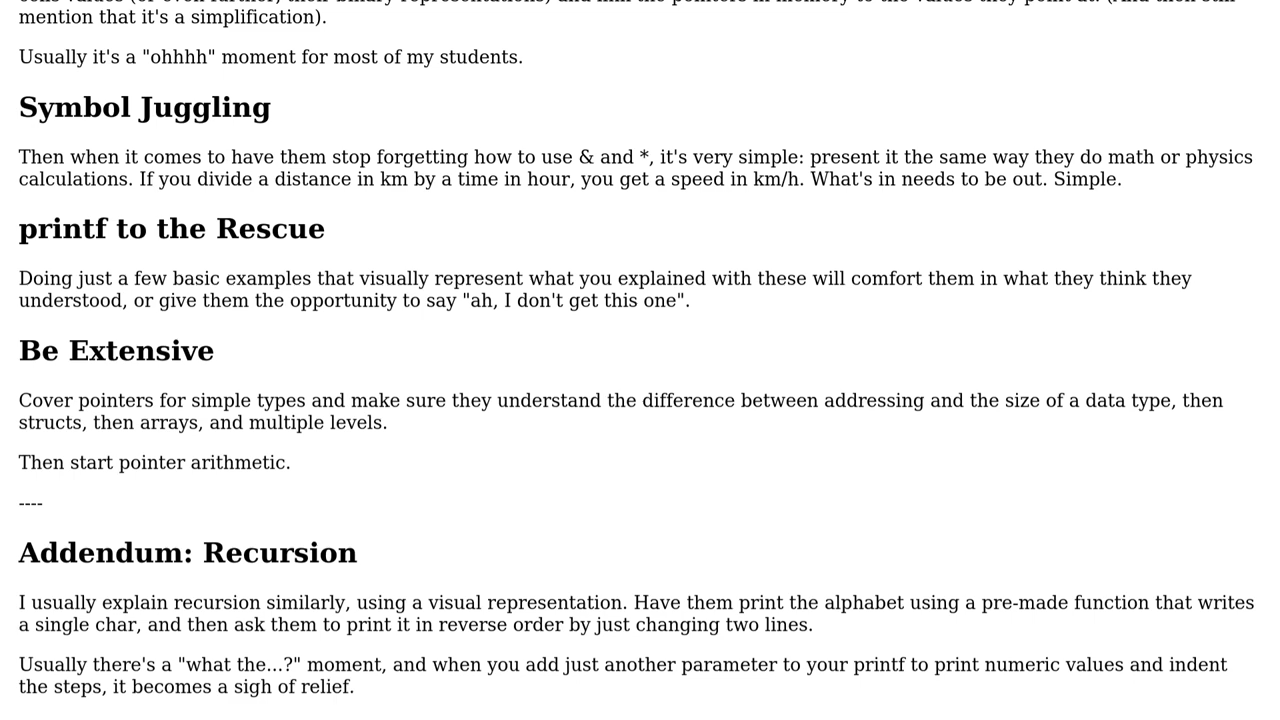 mention that it's a simplification).
Usually it's a "ohhhh" moment for most of my students.
Symbol Juggling
Then when it comes to have them stop forgetting how to use & and *, it's very simple: present it the same way they do math or physics
calculations. If you divide a distance in km by a time in hour, you get a speed in km/h. What's in needs to be out. Simple.
printf to the Rescue
Doing just a few basic examples that visually represent what you explained with these will comfort them in what they think they
understood, or give them the opportunity to say "ah, I don't get this one".
Be Extensive
Cover pointers for simple types and make sure they understand the difference between addressing and the size of a data type, then
structs, then arrays, and multiple levels.
Then start pointer arithmetic.
----
Addendum: Recursion
I usually explain recursion similarly, using a visual representation. Have them print the alphabet using a pre-made function that writes
a single char, and then ask them to print it in reverse order by just changing two lines.
Usually there's a "what the...?" moment, and when you add just another parameter to your printf to print numeric values and indent
the steps, it becomes a sigh of relief.